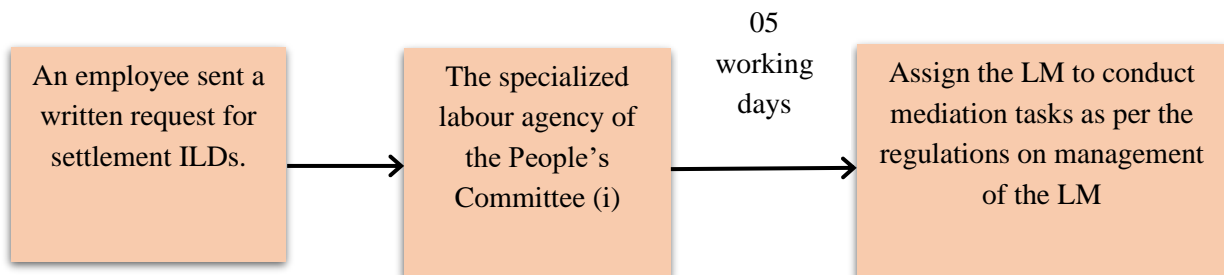 An employee sent a
written request for
settlement ILDs.
The specialized
labour agency of
the People's
Committee (i)
05
working
days
Assign the LM to conduct
mediation tasks as per the
regulations on management
of the LM